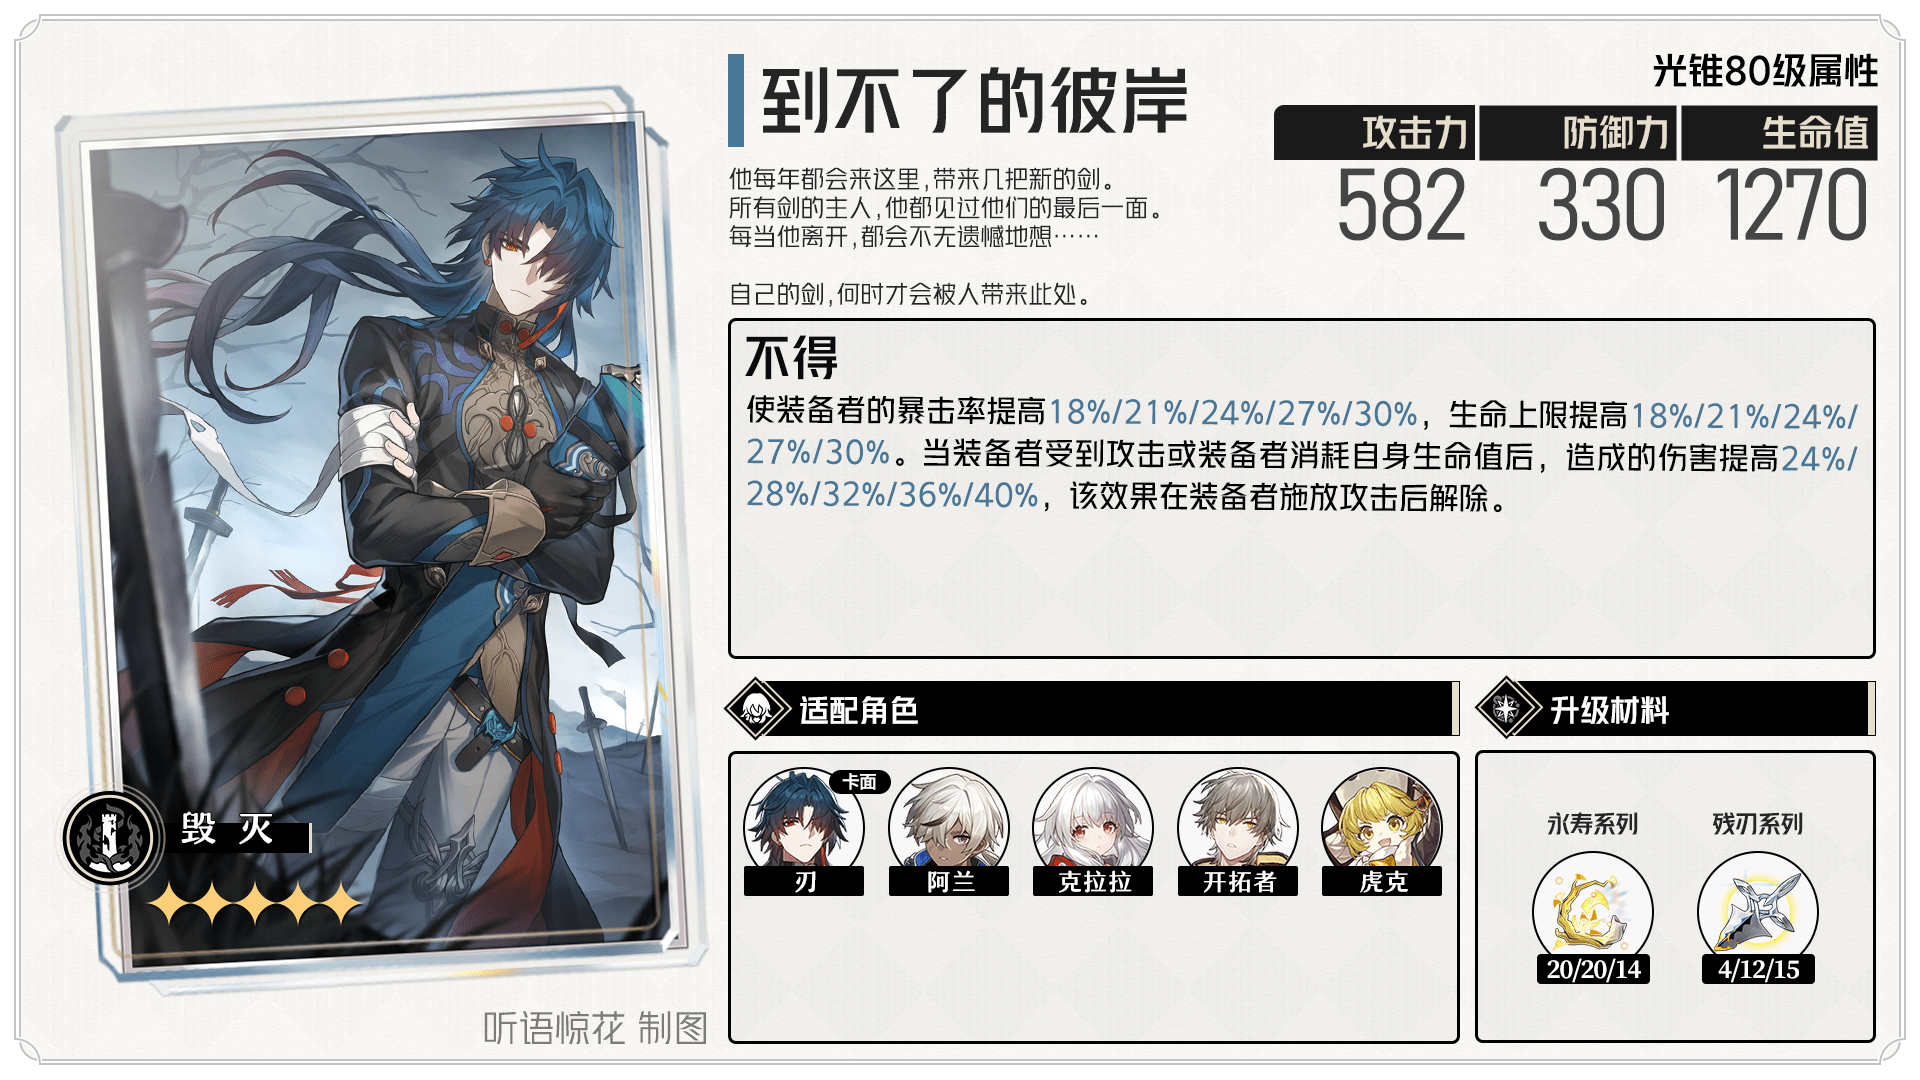 到不了的彼岸
他每年都会来这里,带来几把新的剑。
所有剑的主人,他都见过他们的最后一面。
每当他离开,都会不无遗憾地想……
自己的剑,何时才会被人带来此处。
光锥80级属性
攻击力 防御力 生命值
582 330 1270
不得
使装备者的暴击率提高18%/21%/24%/27%/30%，生命上限提高18%/21%/24%/
27%/30%。当装备者受到攻击或装备者消耗自身生命值后，造成的伤害提高24%/
28%/32%/36%/40%，该效果在装备者施放攻击后解除。
适配角色
卡面
刃 阿兰 克拉拉 开拓者 虎克
升级材料
永寿系列 残刃系列
20/20/14 4/12/15
毁灭
听语惊花 制图